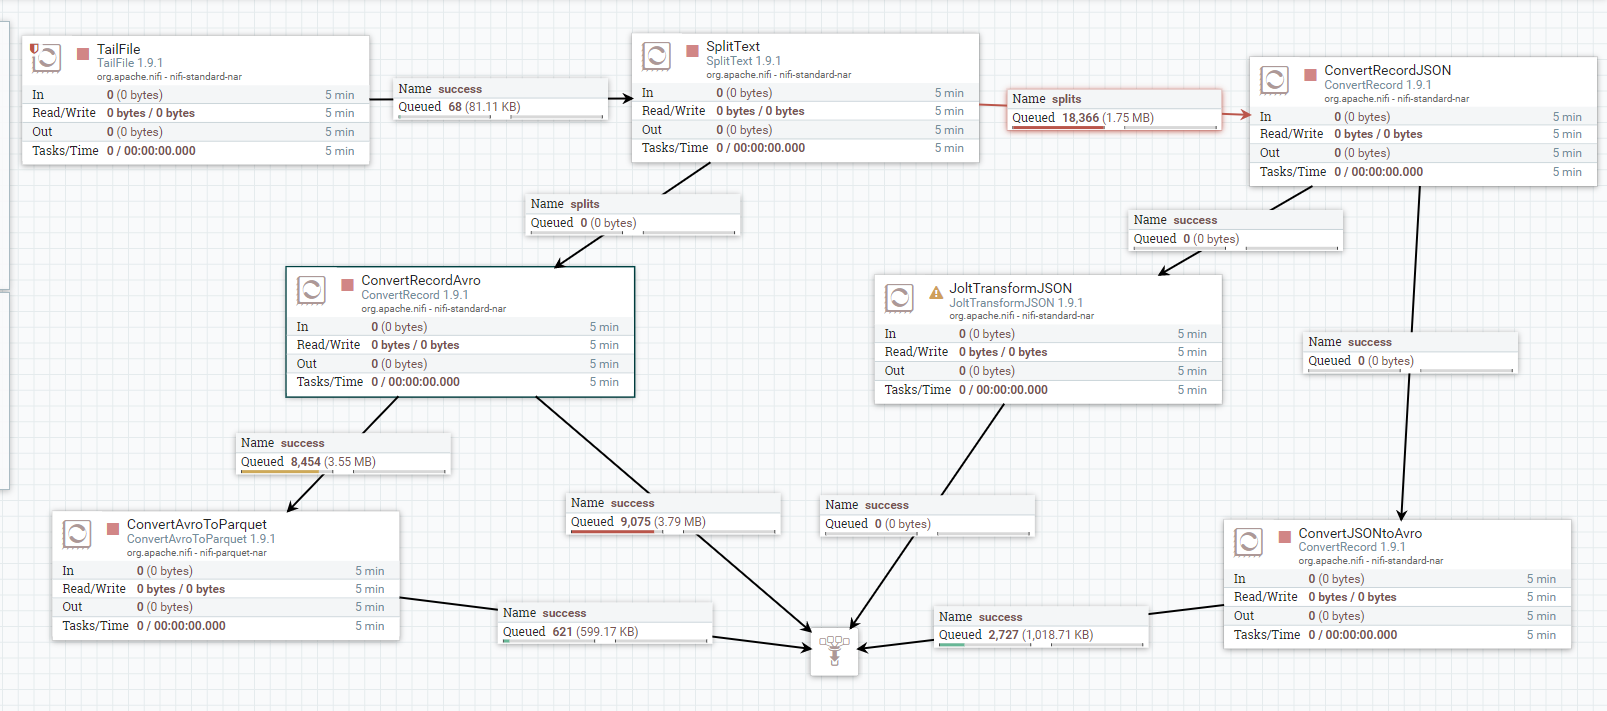 TailFile
TailFile 1.9.1
org.apache.nifi - nifi-standard-nar
In 0 (0 bytes) 5 min
Read/Write 0 bytes / 0 bytes 5 min
Out 0 (0 bytes) 5 min
Tasks/Time 0 / 00:00:00.000 5 min
Name success
Queued 68 (81.11 KB)
SplitText
SplitText 1.9.1
org.apache.nifi - nifi-standard-nar
In 0 (0 bytes) 5 min
Read/Write 0 bytes / 0 bytes 5 min
Out 0 (0 bytes) 5 min
Tasks/Time 0 / 00:00:00.000 5 min
Name splits
Queued 18,366 (1.75 MB)
ConvertRecordJSON
ConvertRecord 1.9.1
org.apache.nifi - nifi-standard-nar
In 0 (0 bytes) 5 min
Read/Write 0 bytes / 0 bytes 5 min
Out 0 (0 bytes) 5 min
Tasks/Time 0 / 00:00:00.000 5 min
Name splits
Queued 0 (0 bytes)
Name success
Queued 0 (0 bytes)
ConvertRecordAvro
ConvertRecord 1.9.1
org.apache.nifi - nifi-standard-nar
In 0 (0 bytes) 5 min
Read/Write 0 bytes / 0 bytes 5 min
Out 0 (0 bytes) 5 min
Tasks/Time 0 / 00:00:00.000 5 min
JoltTransformJSON
JoltTransformJSON 1.9.1
org.apache.nifi - nifi-standard-nar
In 0 (0 bytes) 5 min
Read/Write 0 bytes / 0 bytes 5 min
Out 0 (0 bytes) 5 min
Tasks/Time 0 / 00:00:00.000 5 min
Name success
Queued 0 (0 bytes)
Name success
Queued 8,454 (3.55 MB)
Name success
Queued 9,075 (3.79 MB)
Name success
Queued 0 (0 bytes)
ConvertAvroToParquet
ConvertAvroToParquet 1.9.1
org.apache.nifi - nifi-parquet-nar
In 0 (0 bytes) 5 min
Read/Write 0 bytes / 0 bytes 5 min
Out 0 (0 bytes) 5 min
Tasks/Time 0 / 00:00:00.000 5 min
Name success
Queued 621 (599.17 KB)
Name success
Queued 2,727 (1,018.71 KB)
ConvertJSONtoAvro
ConvertRecord 1.9.1
org.apache.nifi - nifi-standard-nar
In 0 (0 bytes) 5 min
Read/Write 0 bytes / 0 bytes 5 min
Out 0 (0 bytes) 5 min
Tasks/Time 0 / 00:00:00.000 5 min